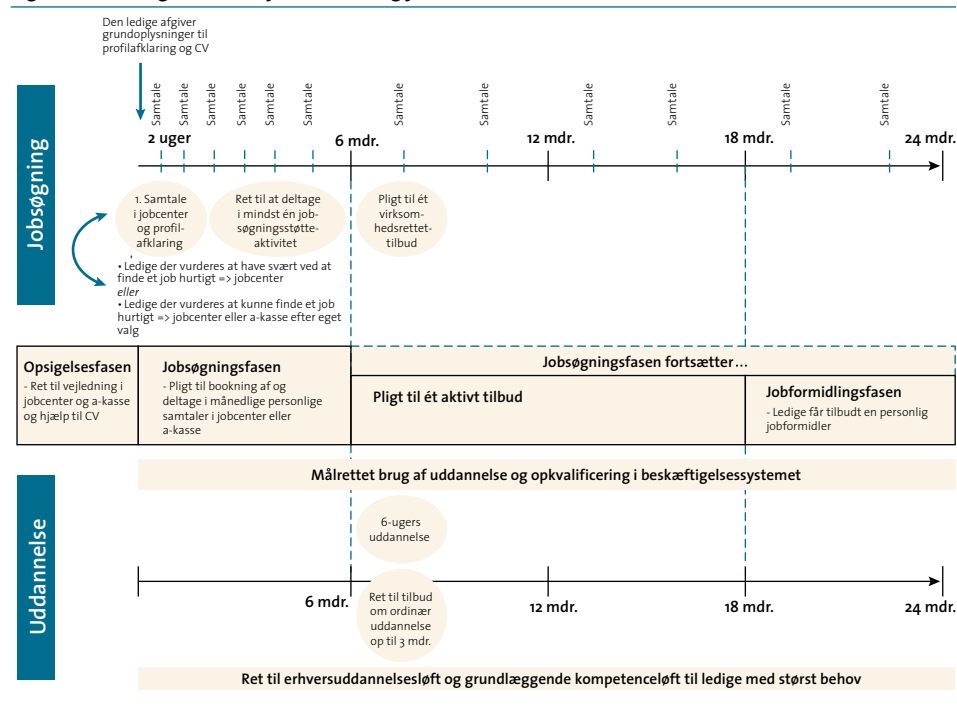 Den ledige afgiver
grundoplysninger til
profilafklaring og CV
Samtale
Samtale
Samtale
Samtale
Samtale
Samtale
Samtale
Samtale
Samtale
Samtale
Samtale
Samtale
Jobsøgning
2 uger
6 mdr.
12 mdr.
18 mdr.
24 mdr.
1. Samtale
i jobcenter
og profil-
afklaring
Ret til at deltage
i mindst én job-
søgningsstøtte-
aktivitet
Pligt til ét
virksom-
hedsrettet-
tilbud
• Ledige der vurderes at have svært ved at
finde et job hurtigt => jobcenter
eller
• Ledige der vurderes at kunne finde et job
hurtigt => jobcenter eller a-kasse efter eget
valg
Opsigelsesfasen
- Ret til vejledning i
jobcenter og a-kasse
og hjælp til CV
Jobsøgningsfasen
- Pligt til bookning af og
deltage i månedlige personlige
samtaler i jobcenter eller
a-kasse
Jobsøgningsfasen fortsætter...
Pligt til ét aktivt tilbud
Jobformidlingsfasen
- Ledige får tilbudt en personlig
jobformidler
Uddannelse
Målrettet brug af uddannelse og opkvalificering i beskæftigelsessystemet
6-ugers
uddannelse
6 mdr.
12 mdr.
18 mdr.
24 mdr.
Ret til tilbud
om ordinær
uddannelse
op til 3 mdr.
Ret til erhversuddannelsesløft og grundlæggende kompetenceløft til ledige med størst behov